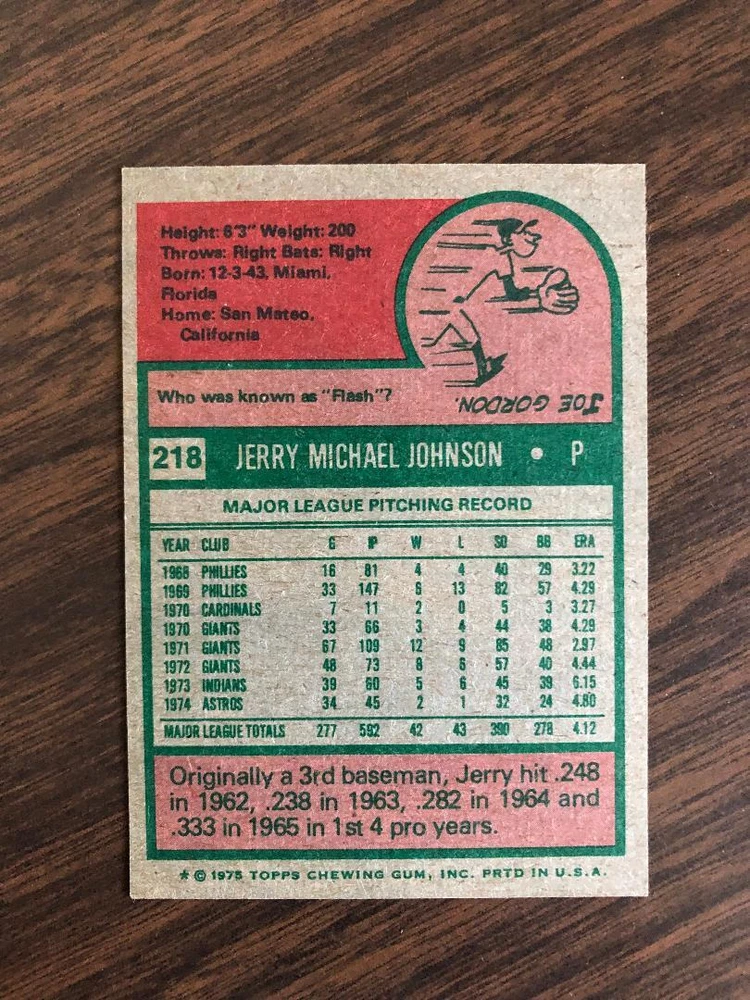 Height: 6'3" Weight: 200
Throws: Right Bats: Right
Born: 12-3-43, Miami,
Florida
Home: San Mateo,
California
Who was known as "Flash"?
JOE GORDON.
218 JERRY MICHAEL JOHNSON • P
MAJOR LEAGUE PITCHING RECORD
YEAR CLUB G IP W L SO BB ERA
1968 PHILLIES 16 81 4 4 40 29 3.22
1969 PHILLIES 33 147 6 13 82 57 4.29
1970 CARDINALS 7 11 2 0 5 3 3.27
1970 GIANTS 33 66 3 4 44 38 4.29
1971 GIANTS 67 109 12 9 85 48 2.97
1972 GIANTS 48 73 8 6 57 40 4.44
1973 INDIANS 39 60 5 6 45 39 6.15
1974 ASTROS 34 45 2 1 32 24 4.80
MAJOR LEAGUE TOTALS 277 592 42 43 390 278 4.12
Originally a 3rd baseman, Jerry hit .248
in 1962, .238 in 1963, .282 in 1964 and
.333 in 1965 in 1st 4 pro years.
* © 1975 TOPPS CHEWING GUM, INC. PRTD IN U.S.A.